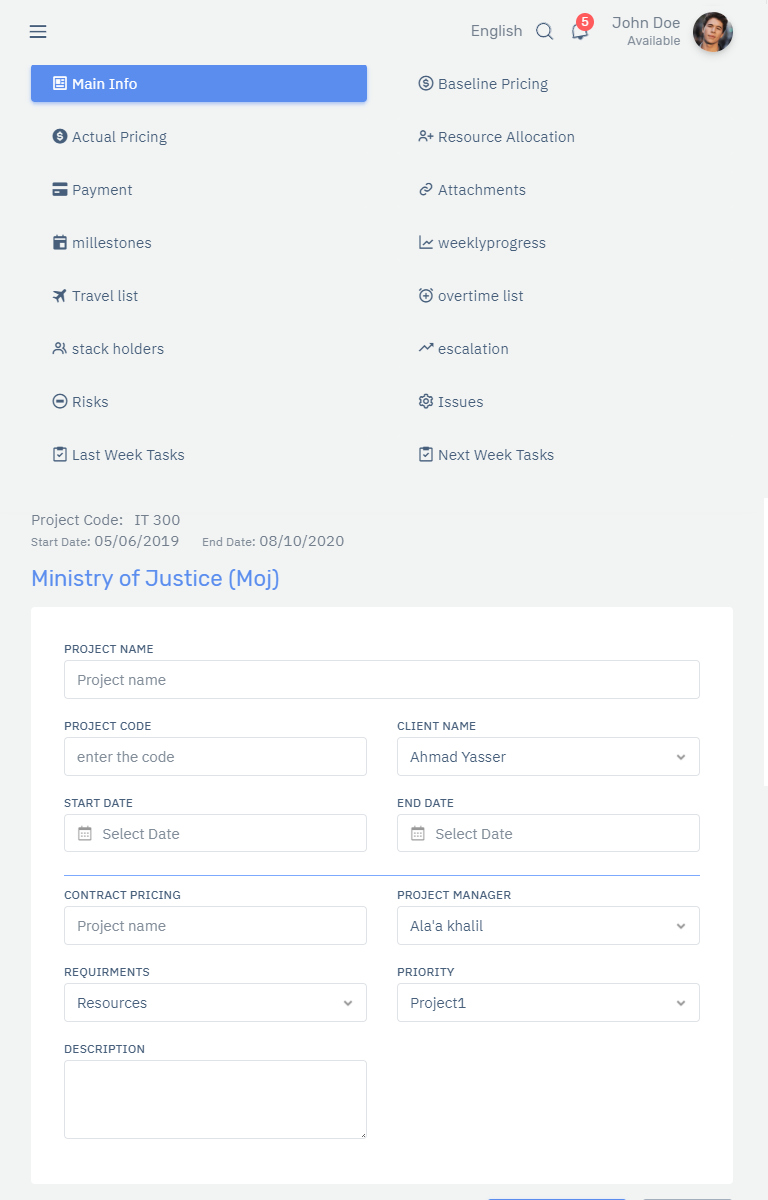 English
5
John Doe
Available
Main Info
Baseline Pricing
Actual Pricing
Resource Allocation
Payment
Attachments
millestones
weeklyprogress
Travel list
overtime list
stack holders
escalation
Risks
Issues
Last Week Tasks
Next Week Tasks
Project Code: IT 300
Start Date: 05/06/2019 End Date: 08/10/2020
Ministry of Justice (Moj)
PROJECT NAME
Project name
PROJECT CODE
CLIENT NAME
enter the code
Ahmad Yasser
START DATE
END DATE
Select Date
Select Date
CONTRACT PRICING
PROJECT MANAGER
Project name
Ala'a khalil
REQUIRMENTS
PRIORITY
Resources
Project1
DESCRIPTION